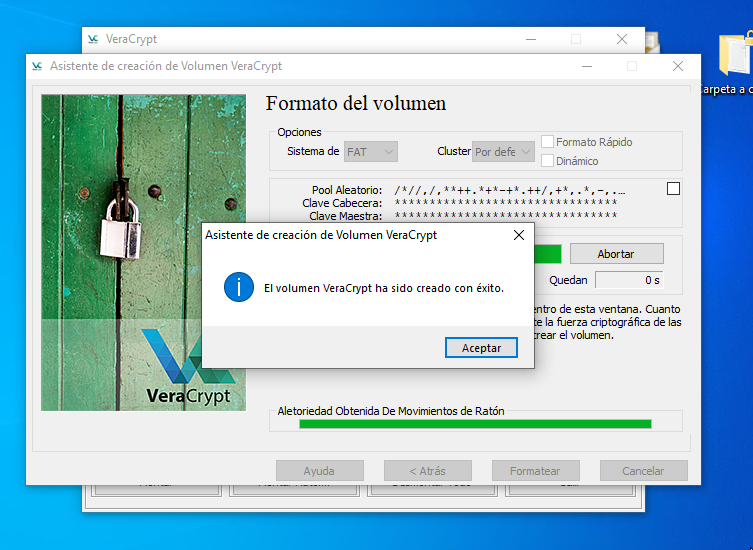 VeraCrypt
Asistente de creación de Volumen VeraCrypt
Formato del volumen
Opciones
Sistema de FAT Cluster Por defe Formato Rápido
Dinámico
Pool Aleatorio: /*//,/,**++.*+*-+*.++/,+*,.*,-,.…
Clave Cabecera: ********************************
Clave Maestra: ********************************
Asistente de creación de Volumen VeraCrypt
El volumen VeraCrypt ha sido creado con éxito.
Aceptar
Abortar
Quedan 0 s
entro de esta ventana. Cuanto
te la fuerza criptográfica de las
crear el volumen.
VeraCrypt
Aletoriedad Obtenida De Movimientos de Ratón
Ayuda < Atrás Formatear Cancelar
arpeta a c